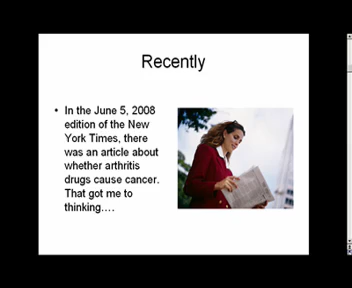 Recently
• In the June 5, 2008
edition of the New
York Times, there
was an article about
whether arthritis
drugs cause cancer.
That got me to
thinking….